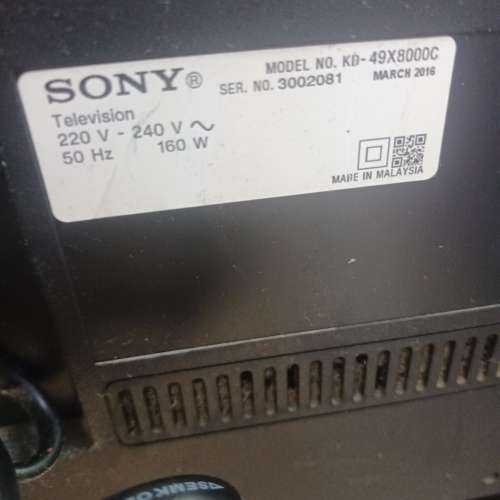 SONY®
MODEL NO. KD-49X8000C
SER. NO. 3002081
MARCH 2016
Television
220 V - 240 V ~
50 Hz 160 W
MADE IN MALAYSIA
SEMKO